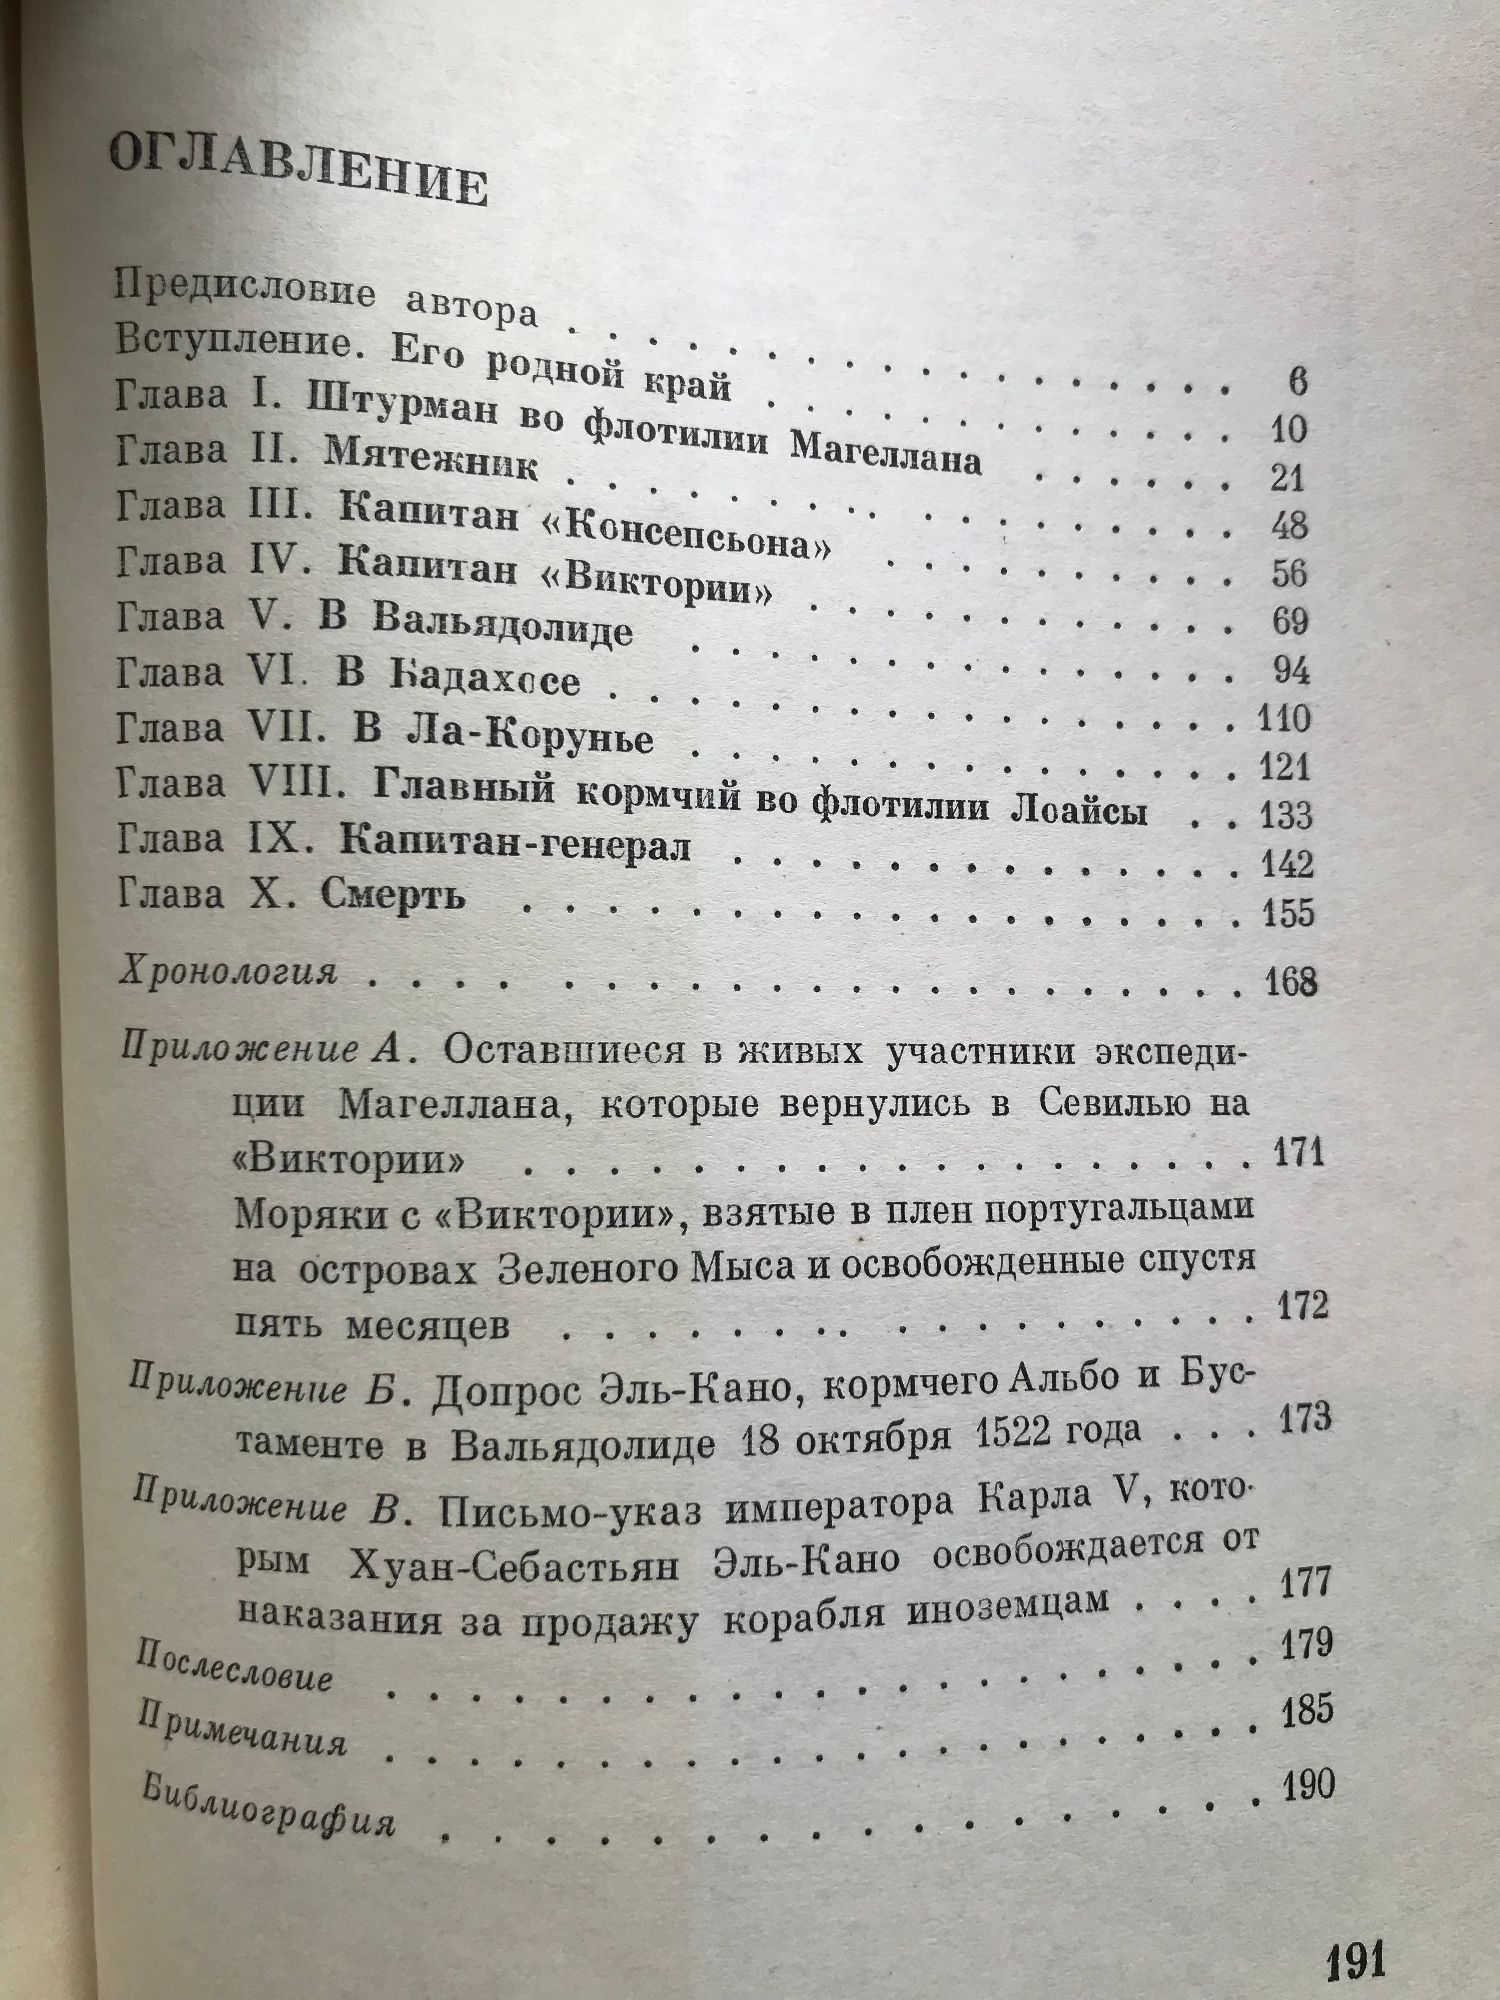 ОГЛАВЛЕНИЕ
Предисловие автора . . . . . . . . . . . . . . . . . . 6
Вступление. Его родной край . . . . . . . . . . . . . 10
Глава I. Штурман во флотилии Магеллана . . . . . . 21
Глава II. Мятежник . . . . . . . . . . . . . . . . . 48
Глава III. Капитан «Консепсьона» . . . . . . . . . . 56
Глава IV. Капитан «Виктории» . . . . . . . . . . . 69
Глава V. В Вальядолиде . . . . . . . . . . . . . . 94
Глава VI. В Кадахосе . . . . . . . . . . . . . . . . 110
Глава VII. В Ла-Корунье . . . . . . . . . . . . . . 121
Глава VIII. Главный кормчий во флотилии Лоайсы . . 133
Глава IX. Капитан-генерал . . . . . . . . . . . . . 142
Глава X. Смерть . . . . . . . . . . . . . . . . . . 155
Хронология . . . . . . . . . . . . . . . . . . . . . 168
Приложение А. Оставшиеся в живых участники экспеди-
ции Магеллана, которые вернулись в Севилью на
«Виктории» . . . . . . . . . . . . . . . . . . 171
Моряки с «Виктории», взятые в плен португальцами
на островах Зеленого Мыса и освобожденные спустя
пять месяцев . . . . . . . . . . . . . . . . . 172
Приложение Б. Допрос Эль-Кано, кормчего Альбо и Бус-
таменте в Вальядолиде 18 октября 1522 года . . . 173
Приложение В. Письмо-указ императора Карла V, кото-
рым Хуан-Себастьян Эль-Кано освобождается от
наказания за продажу корабля иноземцам . . . . 177
Послесловие . . . . . . . . . . . . . . . . . . . . . 179
Примечания . . . . . . . . . . . . . . . . . . . . . 185
Библиография . . . . . . . . . . . . . . . . . 190
191